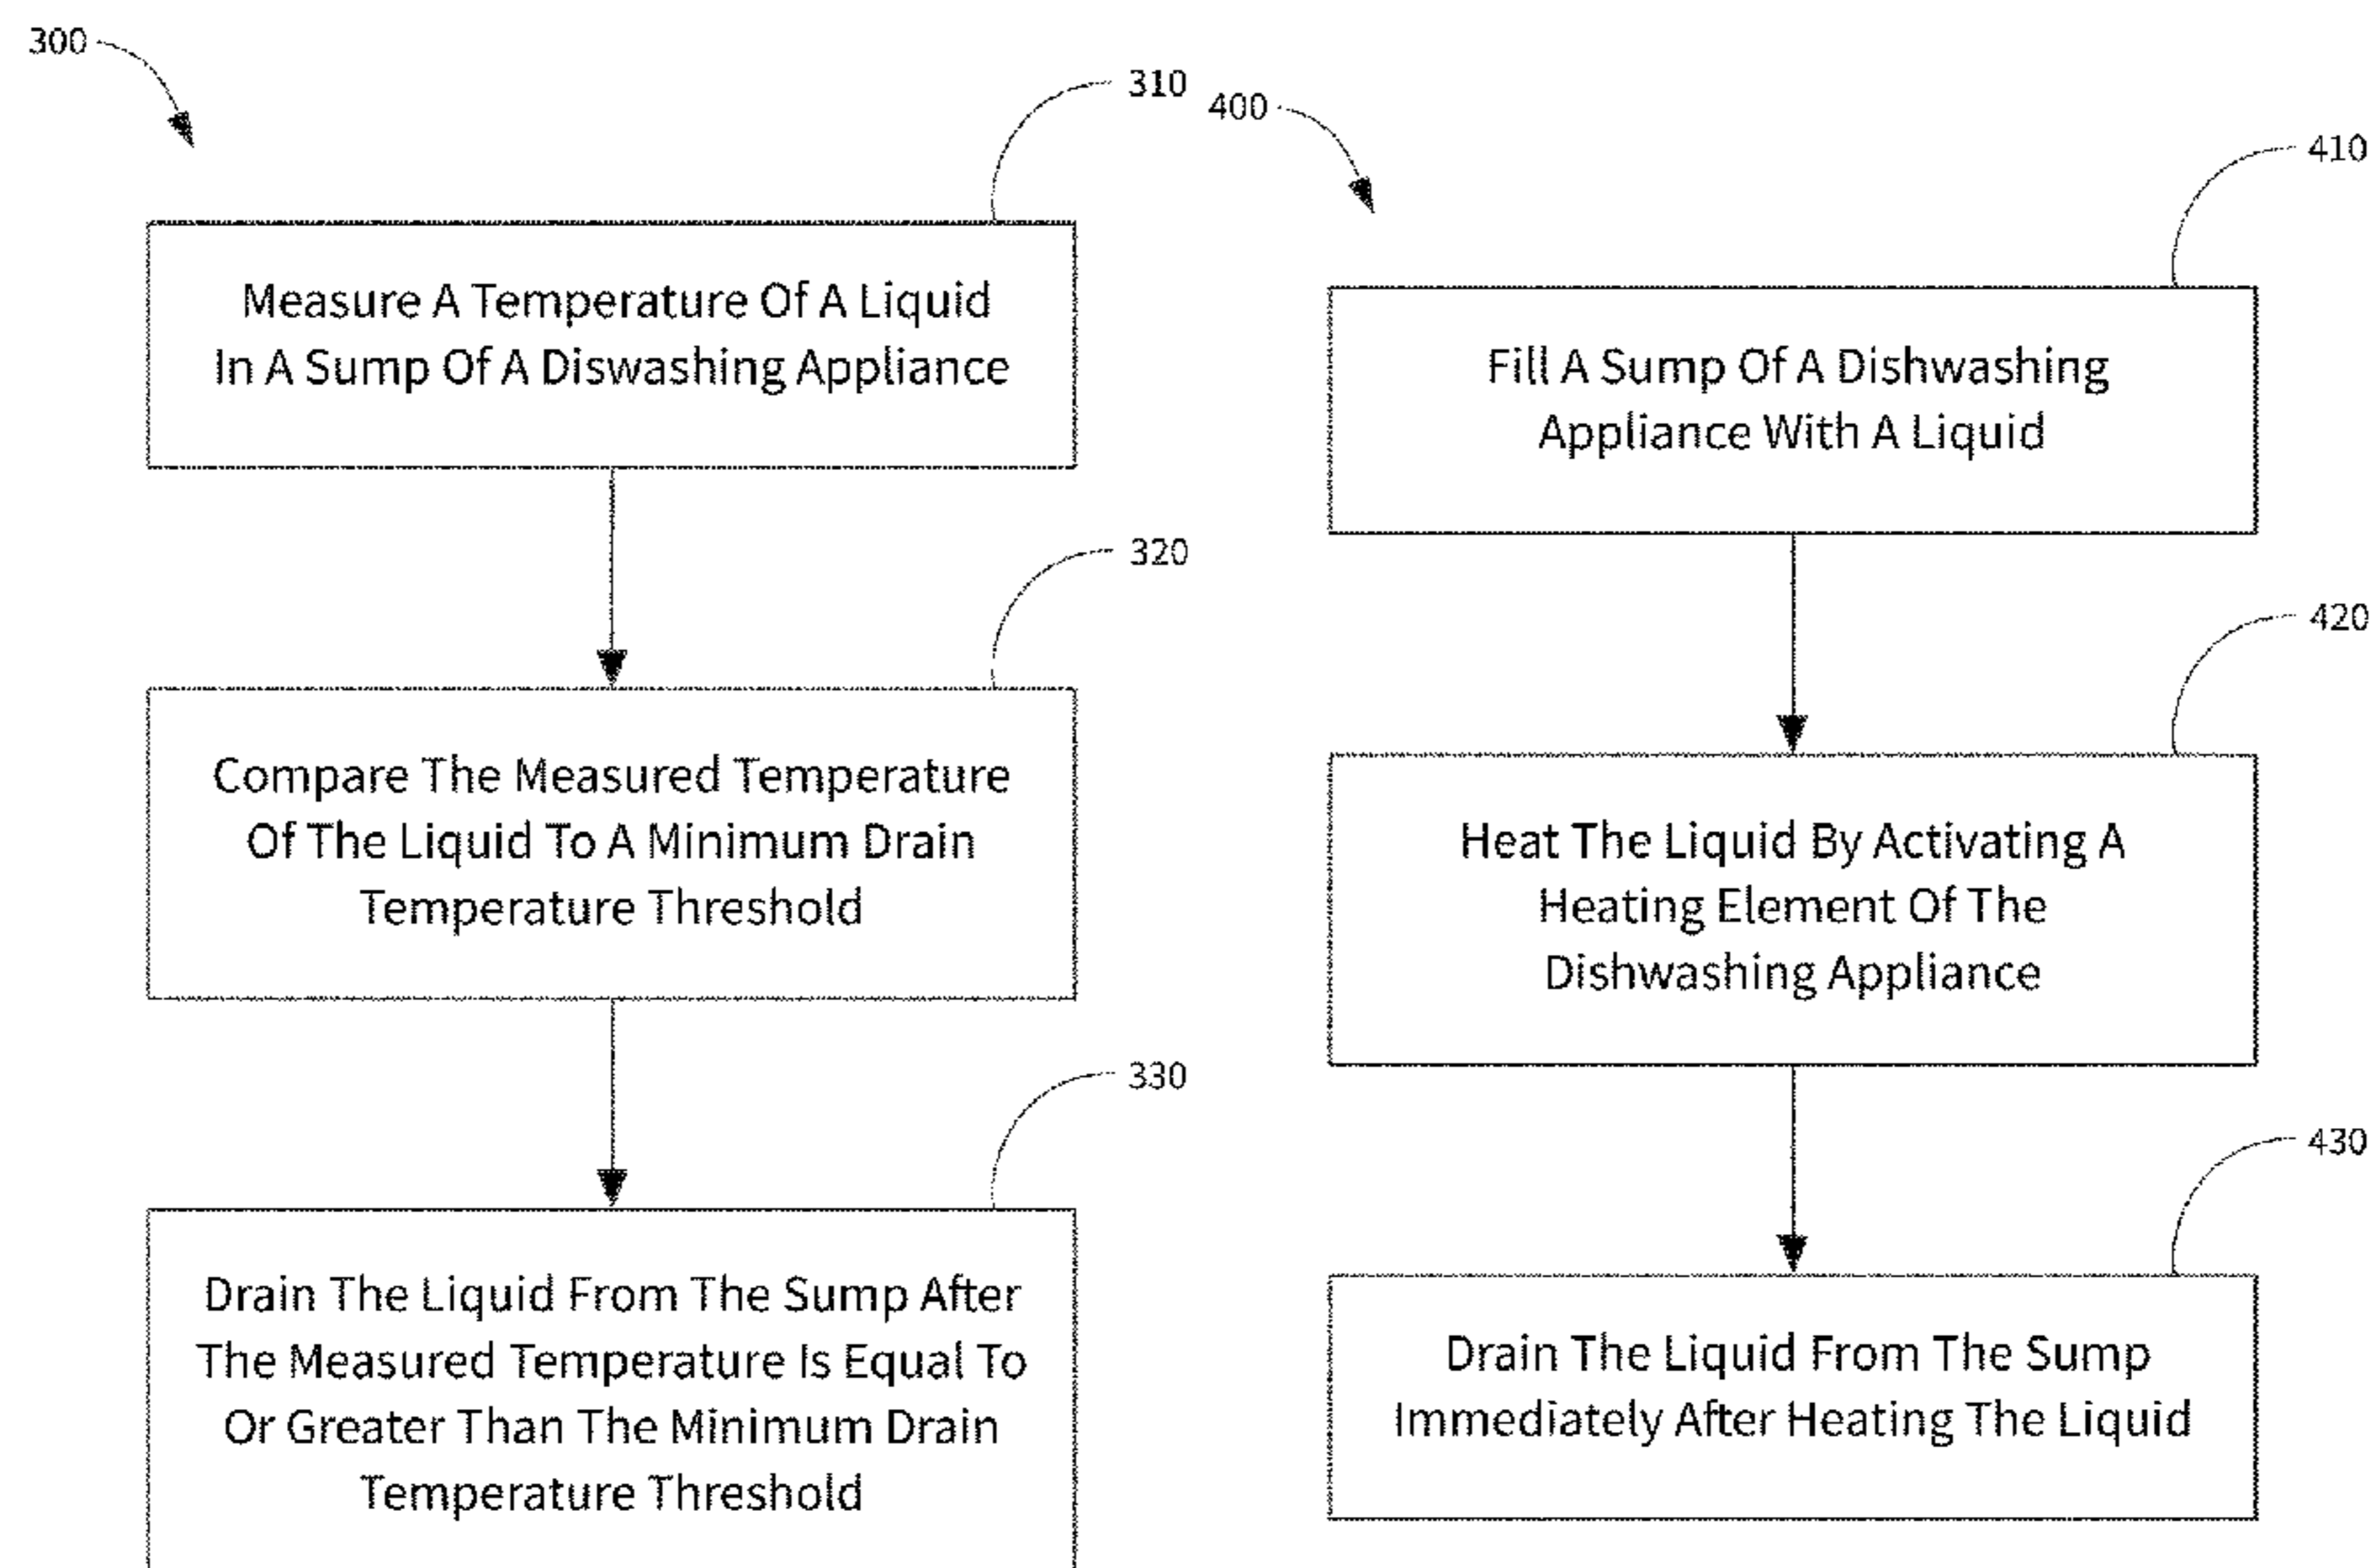 300
310
Measure A Temperature Of A Liquid
In A Sump Of A Diswashing Appliance
320
Compare The Measured Temperature
Of The Liquid To A Minimum Drain
Temperature Threshold
330
Drain The Liquid From The Sump After
The Measured Temperature Is Equal To
Or Greater Than The Minimum Drain
Temperature Threshold
400
410
Fill A Sump Of A Dishwashing
Appliance With A Liquid
420
Heat The Liquid By Activating A
Heating Element Of The
Dishwashing Appliance
430
Drain The Liquid From The Sump
Immediately After Heating The Liquid